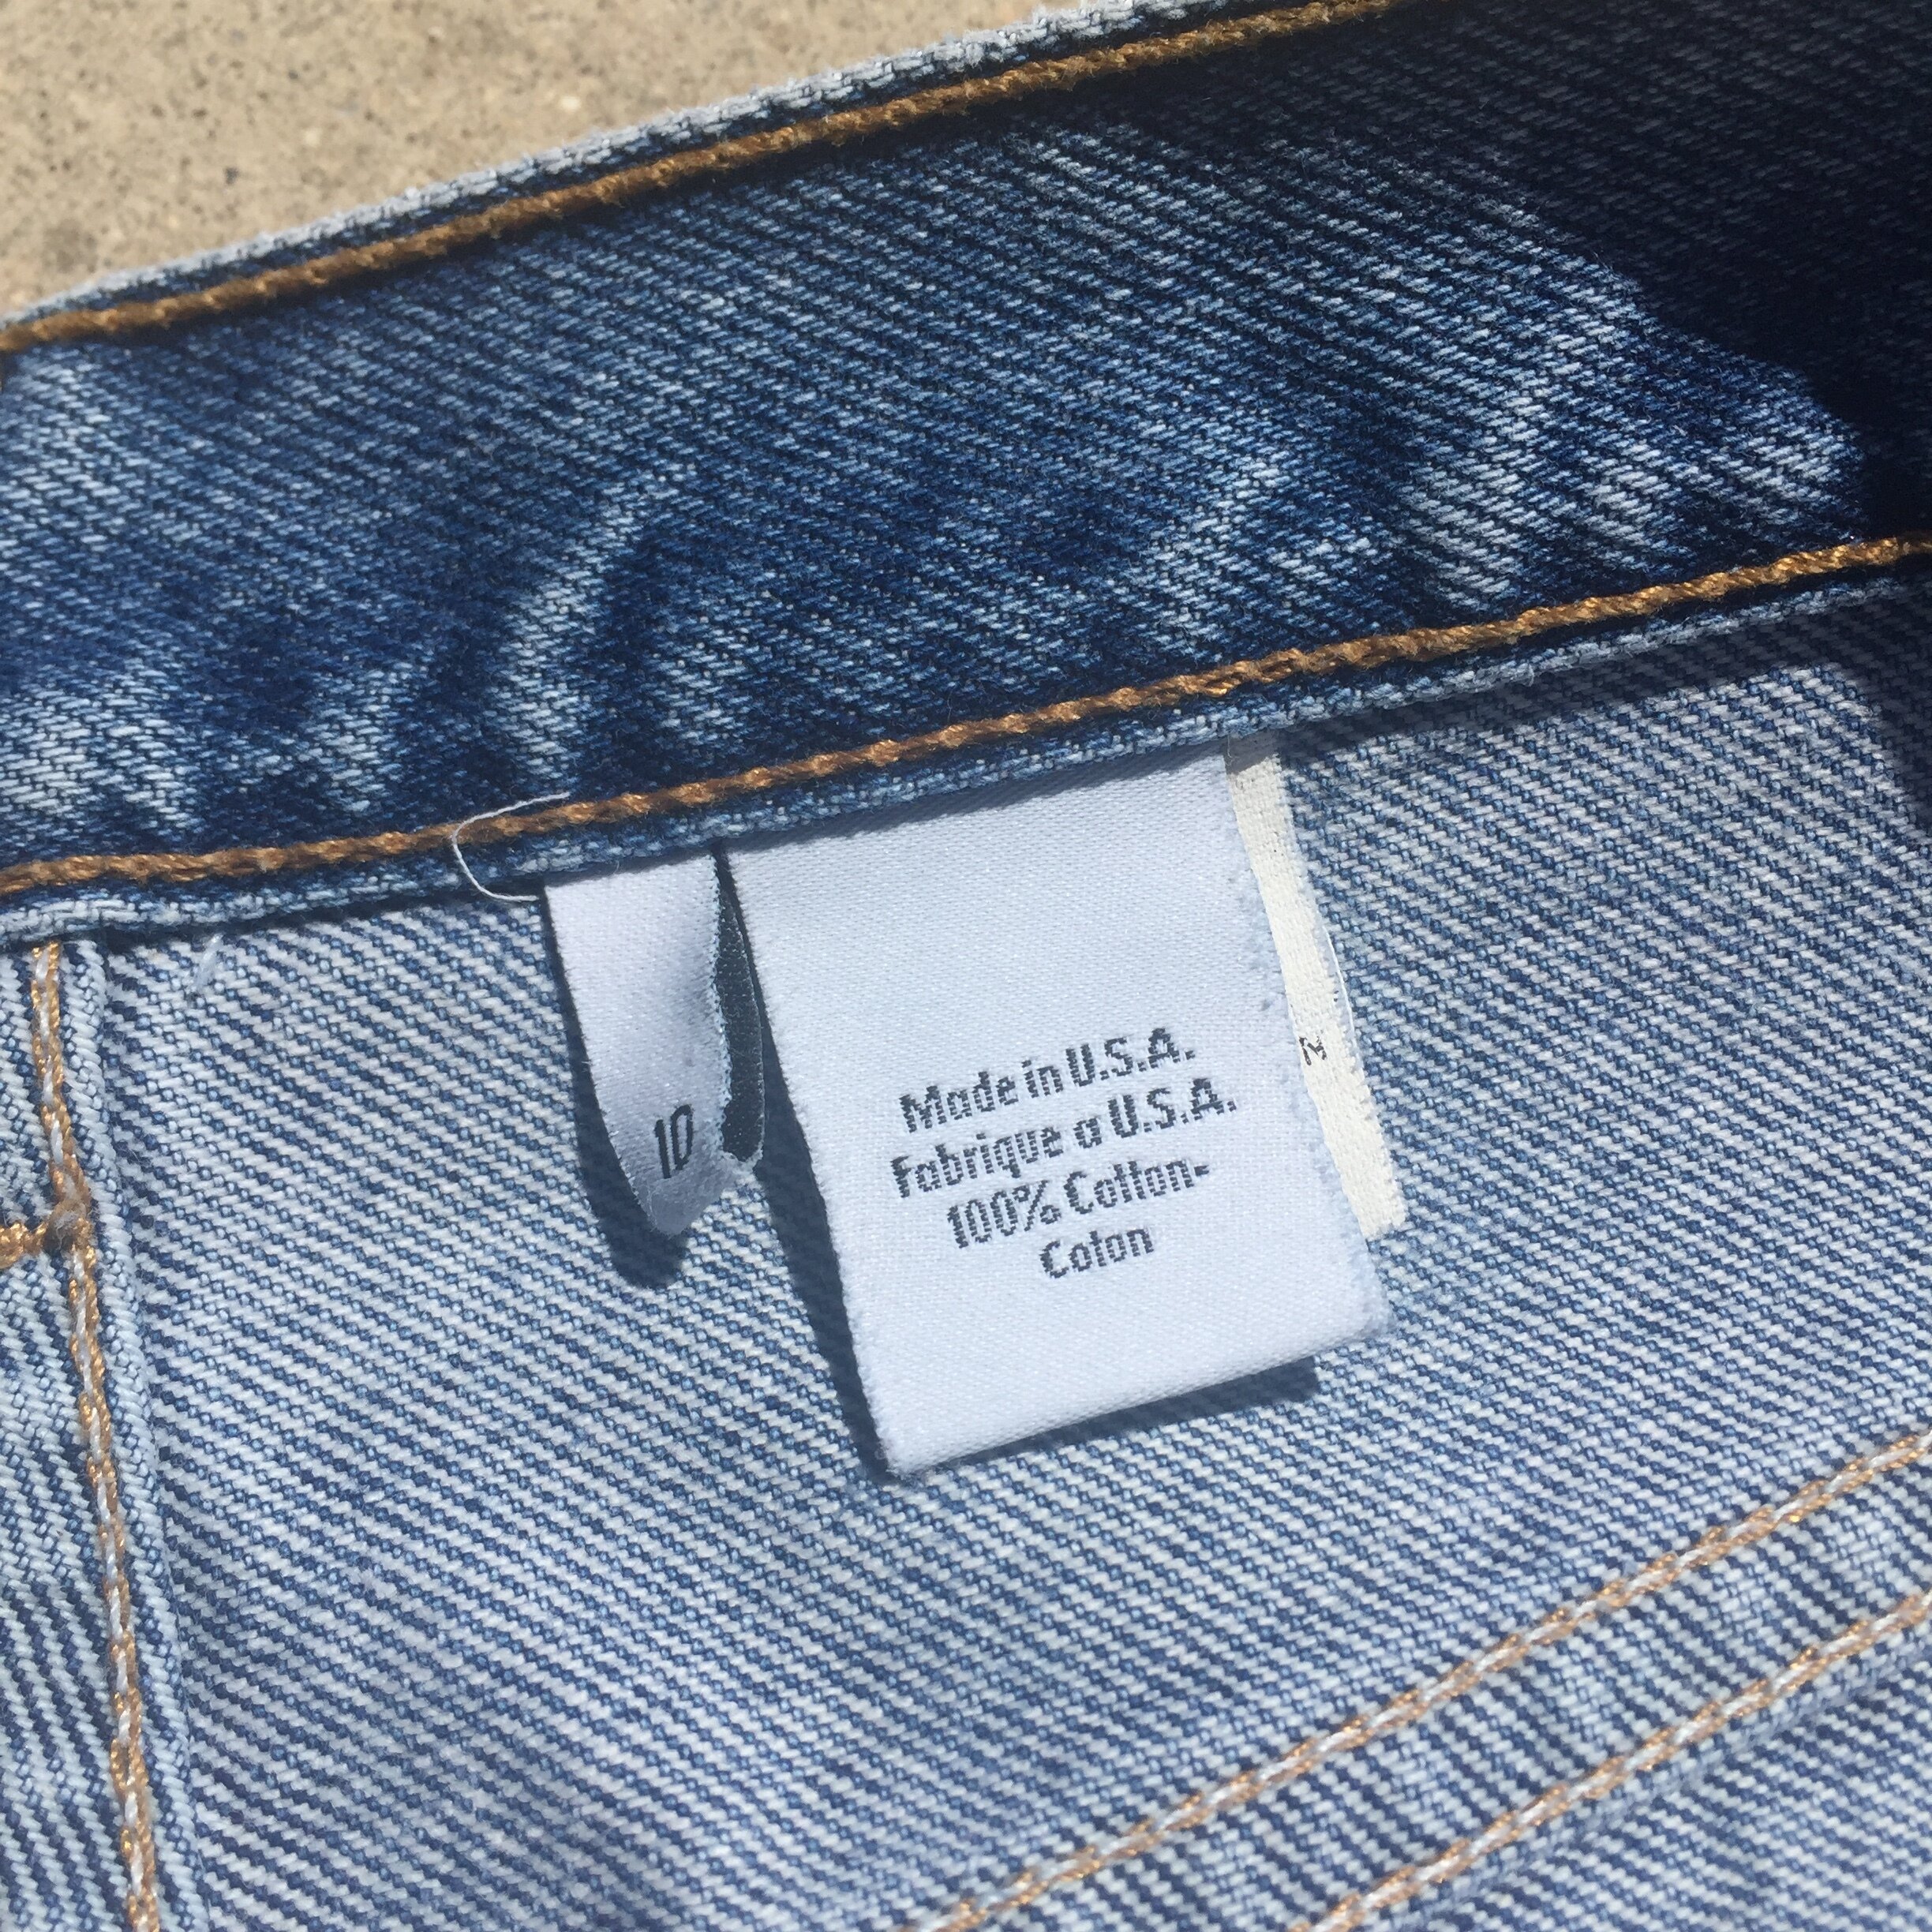 10
Made in U.S.A.
Fabrique a U.S.A.
100% Cotton-
Coton